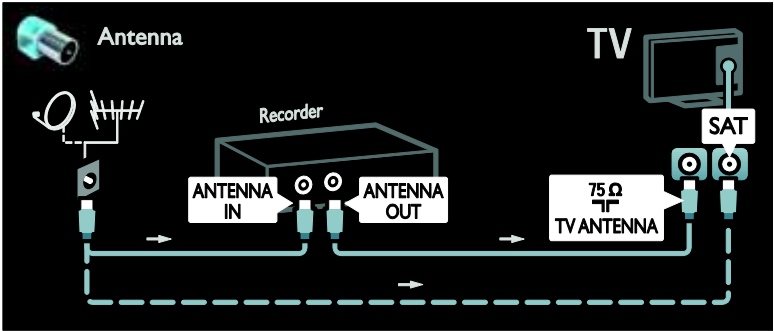 Antenna
TV
Recorder
SAT
ANTENNA
IN
ANTENNA
OUT
75 Ω
TV ANTENNA